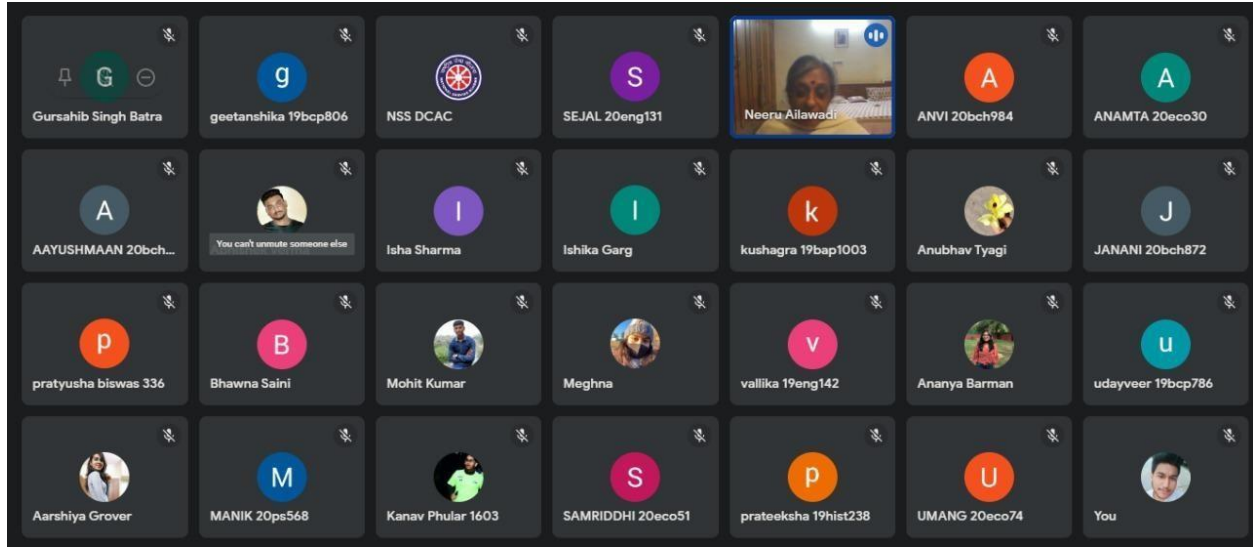 G
Gursahib Singh Batra
g
geetanshika 19bcp806
NSS DCAC
S
SEJAL 20eng131
Neeru Ailawadi
A
ANVI 20bch984
A
ANAMTA 20eco30
A
AAYUSHMAAN 20bch...
You can't unmute someone else
I
Isha Sharma
I
Ishika Garg
k
kushagra 19bap1003
Anubhav Tyagi
J
JANANI 20bch872
p
pratyusha biswas 336
B
Bhawna Saini
Mohit Kumar
Meghna
v
vallika 19eng142
Ananya Barman
u
udayveer 19bcp786
Aarshiya Grover
M
MANIK 20ps568
Kanav Phular 1603
S
SAMRIDDHI 20eco51
p
prateeksha 19hist238
U
UMANG 20eco74
You